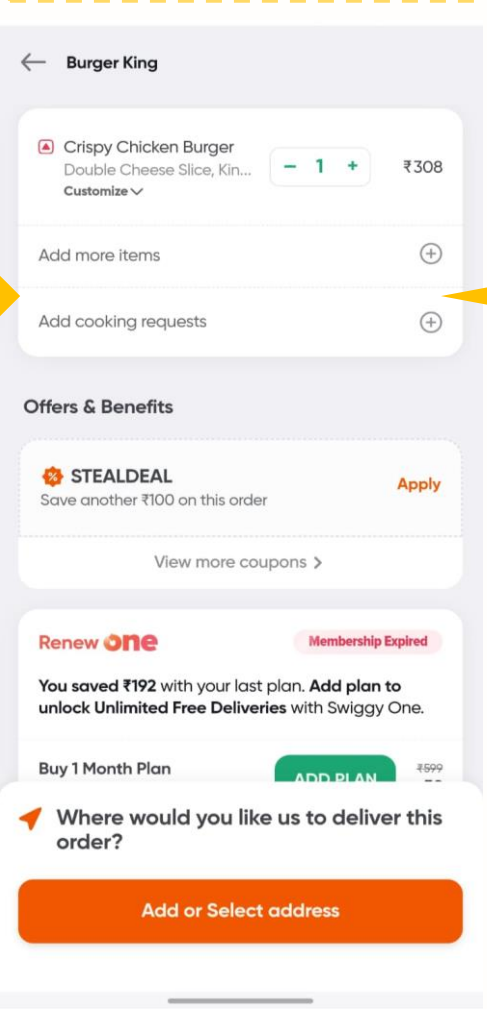 Burger King
Crispy Chicken Burger
Double Cheese Slice, Kin...
Customize
– 1 +
₹308
Add more items
Add cooking requests
Offers & Benefits
STEALDEAL
Save another ₹100 on this order
Apply
View more coupons >
Renew one
Membership Expired
You saved ₹192 with your last plan. Add plan to
unlock Unlimited Free Deliveries with Swiggy One.
Buy 1 Month Plan
ADD PLAN
₹599
Where would you like us to deliver this
order?
Add or Select address